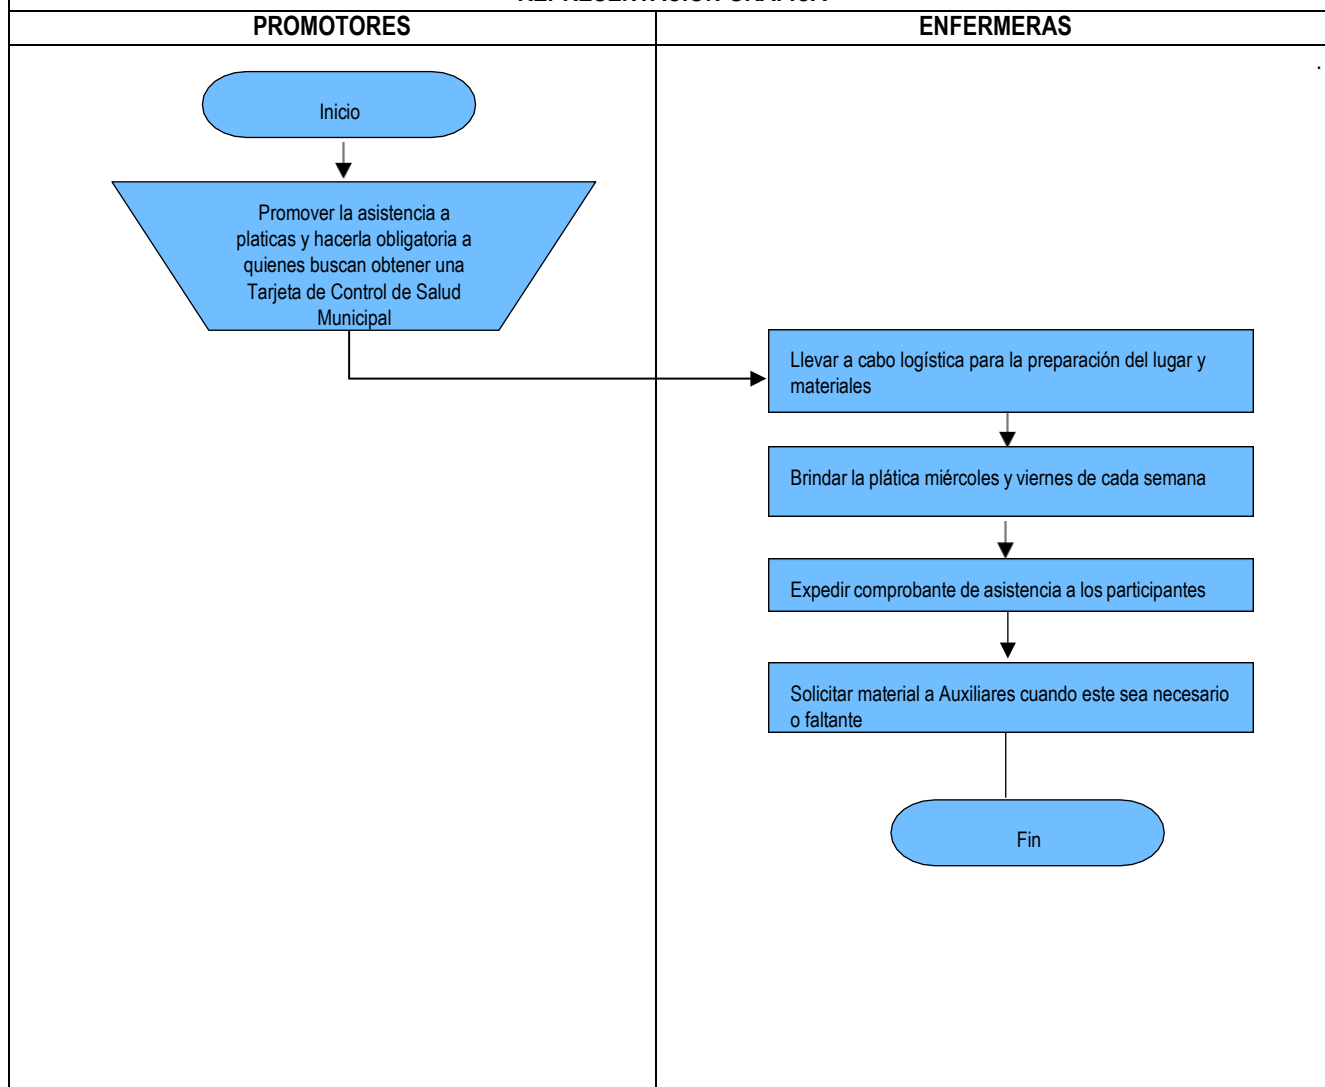 PROMOTORES
ENFERMERAS
.
Inicio
Promover la asistencia a
platicas y hacerla obligatoria a
quienes buscan obtener una
Tarjeta de Control de Salud
Municipal
Llevar a cabo logística para la preparación del lugar y
materiales
Brindar la plática miércoles y viernes de cada semana
Expedir comprobante de asistencia a los participantes
Solicitar material a Auxiliares cuando este sea necesario
o faltante
Fin